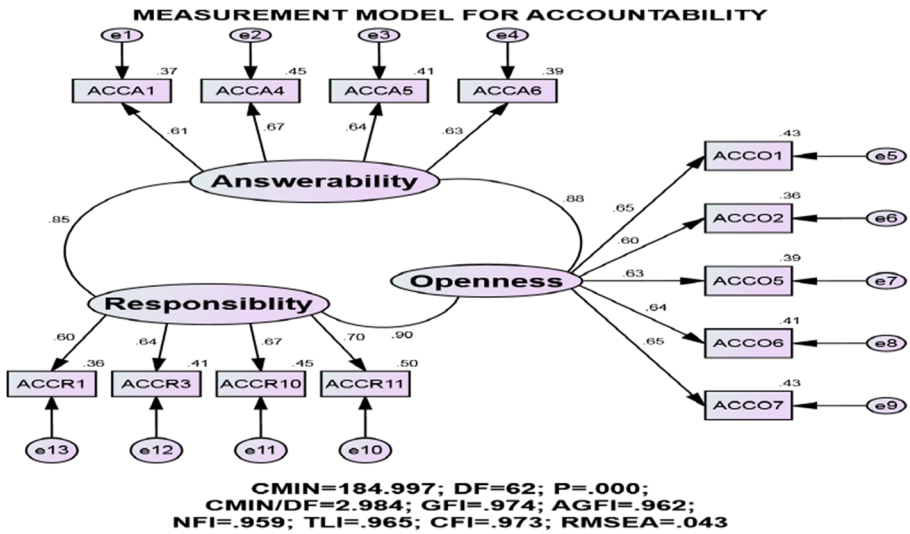 MEASUREMENT MODEL FOR ACCOUNTABILITY
e1 e2 e3 e4
.37 .45 .41 .39
ACCA1 ACCA4 ACCA5 ACCA6
.61 .67 .64 .63
.43
ACCO1 e5
Answerability
.36
ACCO2 e6
.85 .88 .65 .60
.39
Openness .63 ACCO5 e7
Responsiblity
.64 .41
.90 ACCO6 e8
.60 .64 .67 .70 .65
.36 .41 .45 .50
ACCR1 ACCR3 ACCR10 ACCR11
.43
ACCO7 e9
e13 e12 e11 e10
CMIN=184.997; DF=62; P=.000;
CMIN/DF=2.984; GFI=.974; AGFI=.962;
NFI=.959; TLI=.965; CFI=.973; RMSEA=.043